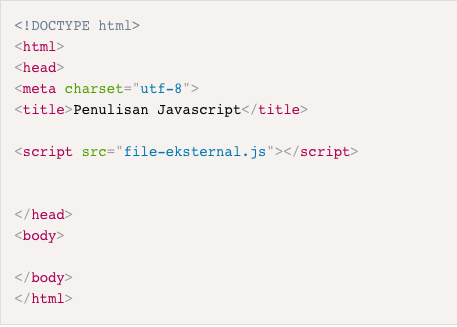 <!DOCTYPE html>
<html>
<head>
<meta charset="utf-8">
<title>Penulisan Javascript</title>
<script src="file-eksternal.js"></script>
</head>
<body>
</body>
</html>